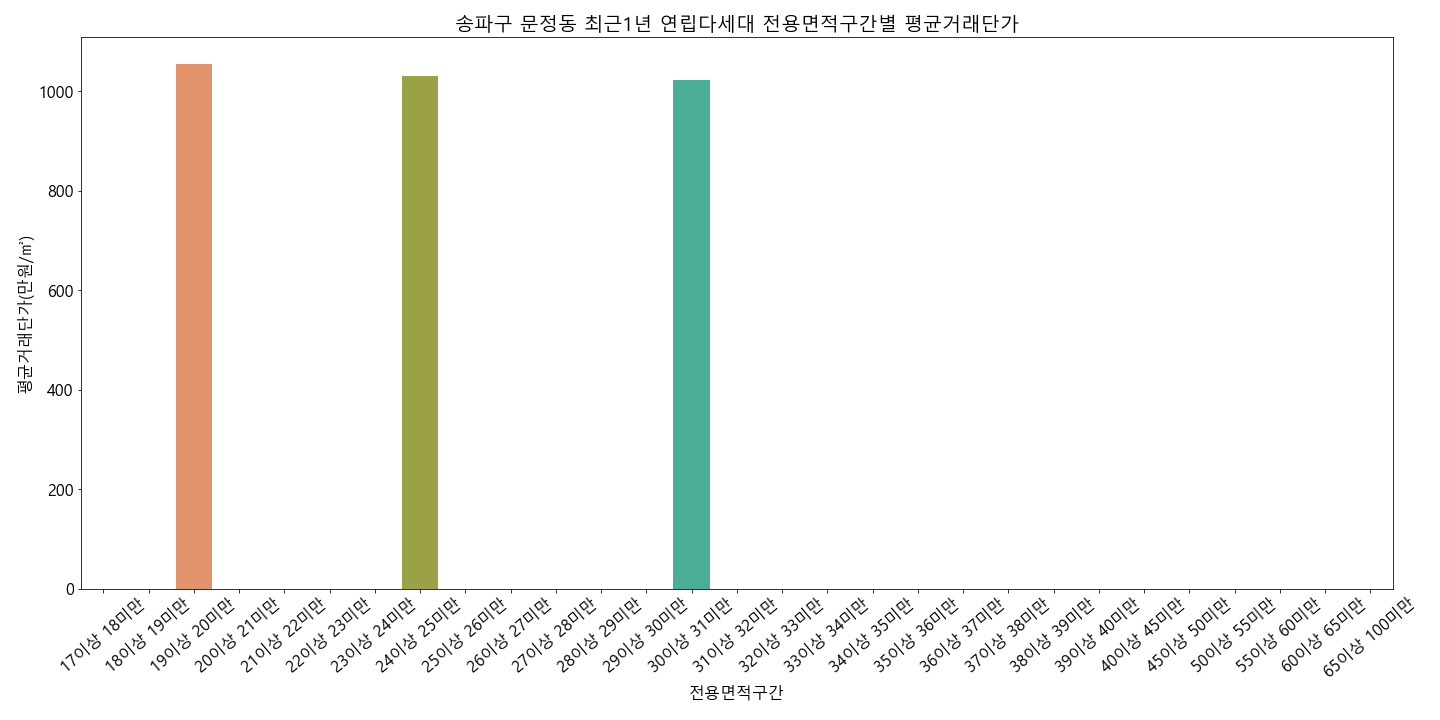 송파구 문정동 최근1년 연립다세대 전용면적구간별 평균거래단가
평균거래단가(만원/㎡)
1000
800
600
400
200
0
17이상 18미만
18이상 19미만
19이상 20미만
20이상 21미만
21이상 22미만
22이상 23미만
23이상 24미만
24이상 25미만
25이상 26미만
26이상 27미만
27이상 28미만
28이상 29미만
29이상 30미만
30이상 31미만
31이상 32미만
32이상 33미만
33이상 34미만
34이상 35미만
35이상 36미만
36이상 37미만
37이상 38미만
38이상 39미만
39이상 40미만
40이상 45미만
45이상 50미만
50이상 55미만
55이상 60미만
60이상 65미만
65이상 100미만
전용면적구간